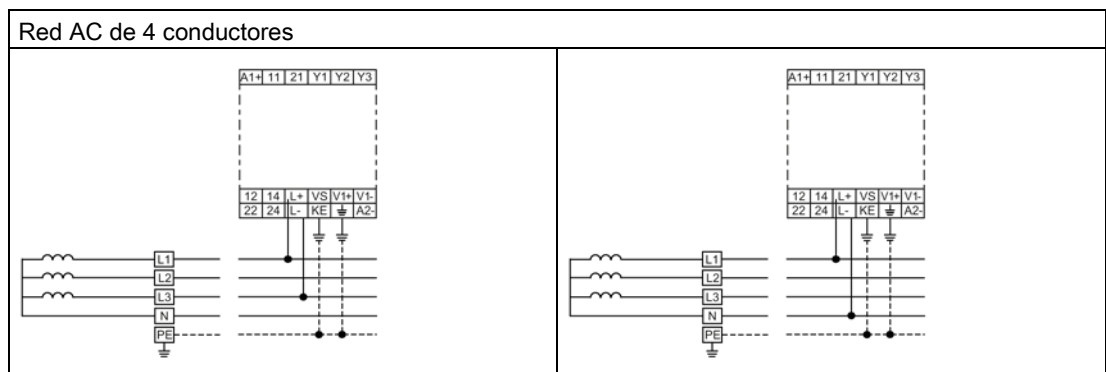 Red AC de 4 conductores
A1+ 11 21 Y1 Y2 Y3
12 14 L+ VS V1+ V1-
22 24 L- KE A2-
L1
L2
L3
N
PE
A1+ 11 21 Y1 Y2 Y3
12 14 L+ VS V1+ V1-
22 24 L- KE A2-
L1
L2
L3
N
PE